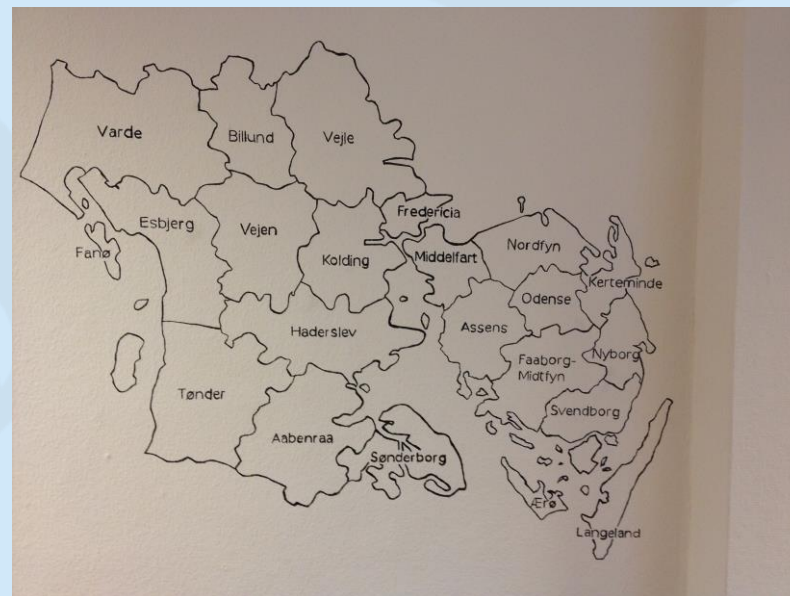 Varde
Billund
Vejle
Esbjerg
Vejen
Fredericia
Fanø
Kolding
Middelfart
Nordfyn
Kerteminde
Odense
Haderslev
Assens
Nyborg
Faaborg-
Midtfyn
Tønder
Svendborg
Aabenraa
Sønderborg
Ærø
Langeland